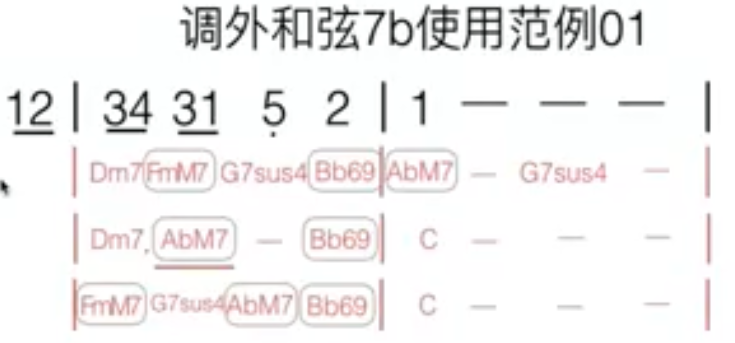 调外和弦7b使用范例01
12 | 34 31 5 2 | 1 — — — |
| Dm7 FmM7 G7sus4 Bb69 | AbM7 — G7sus4 — |
| Dm7. AbM7 — Bb69 | C — — — |
| FmM7 G7sus4 AbM7 Bb69 | C — — — |